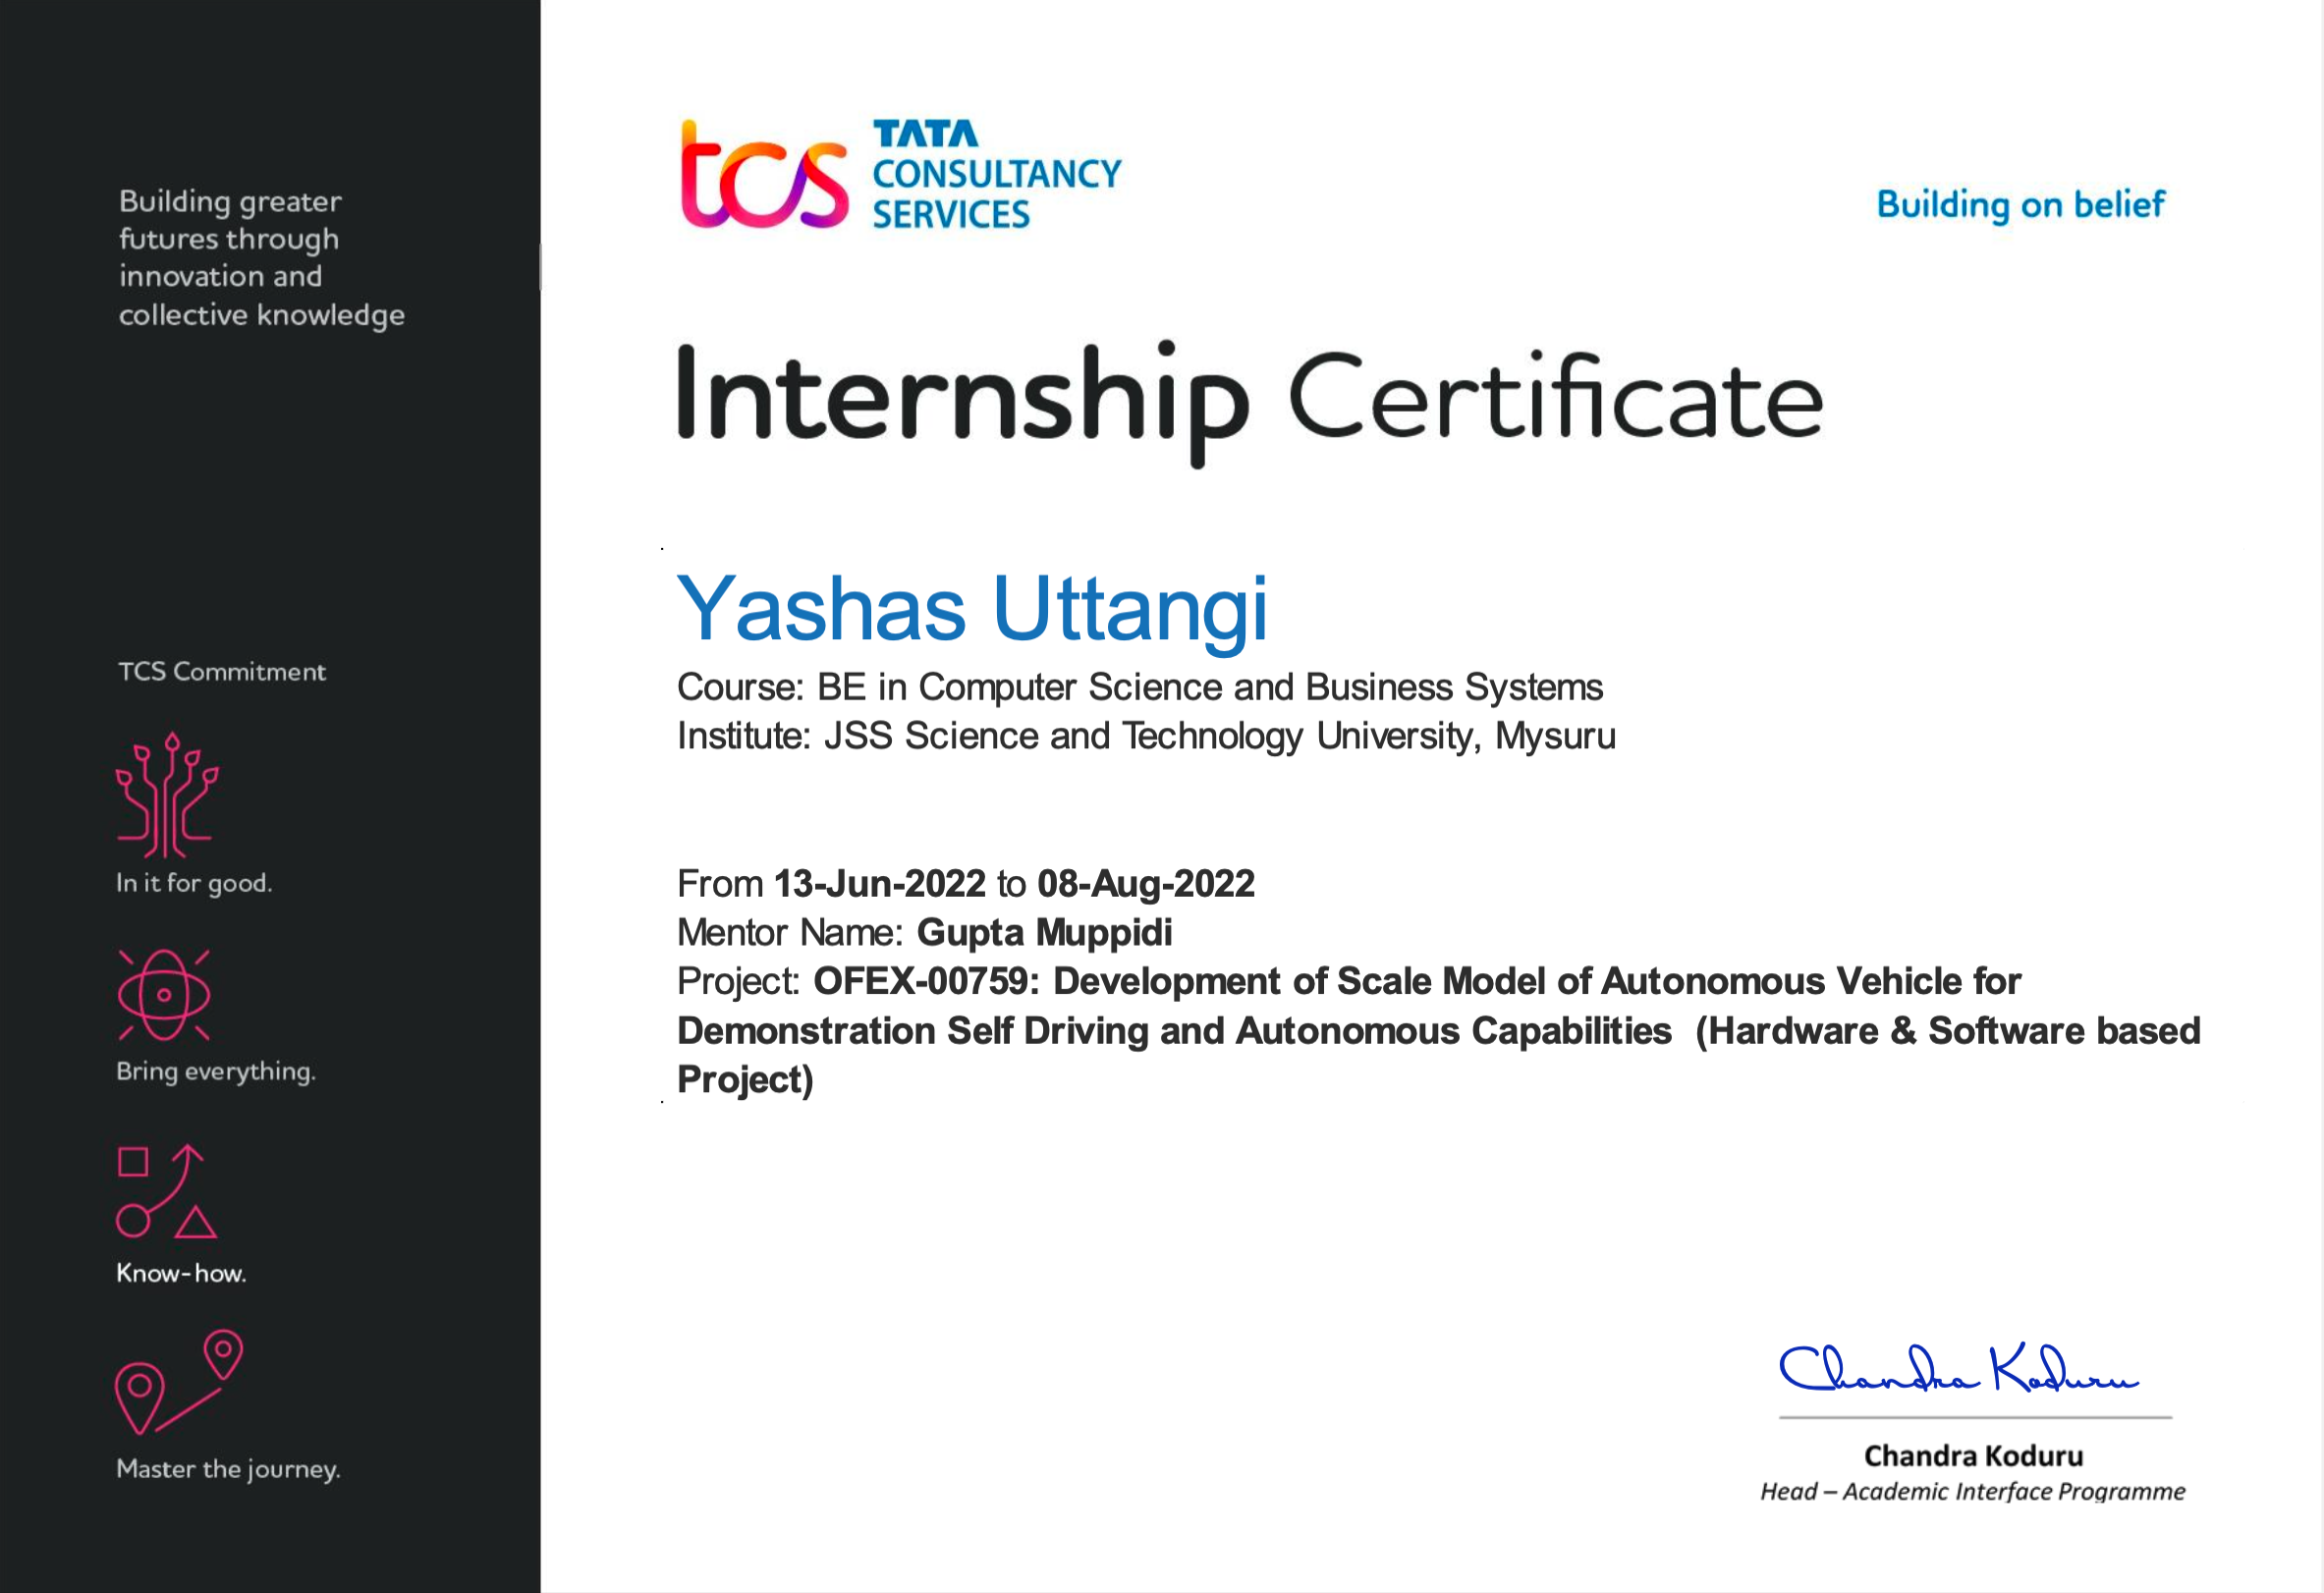 Building greater
futures through
innovation and
collective knowledge
TCS Commitment
In it for good.
Bring everything.
Know-how.
Master the journey.
tcs TATA
CONSULTANCY
SERVICES
Building on belief
Internship Certificate
Yashas Uttangi
Course: BE in Computer Science and Business Systems
Institute: JSS Science and Technology University, Mysuru
From 13-Jun-2022 to 08-Aug-2022
Mentor Name: Gupta Muppidi
Project: OFEX-00759: Development of Scale Model of Autonomous Vehicle for
Demonstration Self Driving and Autonomous Capabilities (Hardware & Software based
Project)
Chandra Koduru
Chandra Koduru
Head – Academic Interface Programme